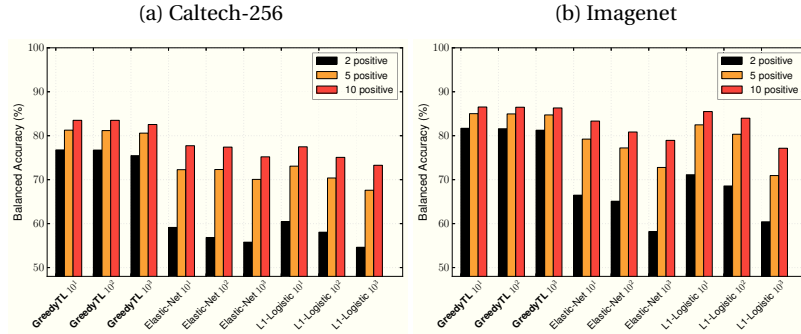 (a) Caltech-256
100
90
80
70
60
50
Balanced Accuracy (%)
2 positive
5 positive
10 positive
GreedyTL 10¹
GreedyTL 10²
GreedyTL 10³
Elastic-Net 10¹
Elastic-Net 10²
Elastic-Net 10³
L1-Logistic 10¹
L1-Logistic 10²
L1-Logistic 10³
(b) Imagenet
100
90
80
70
60
50
Balanced Accuracy (%)
2 positive
5 positive
10 positive
GreedyTL 10¹
GreedyTL 10²
GreedyTL 10³
Elastic-Net 10¹
Elastic-Net 10²
Elastic-Net 10³
L1-Logistic 10¹
L1-Logistic 10²
L1-Logistic 10³